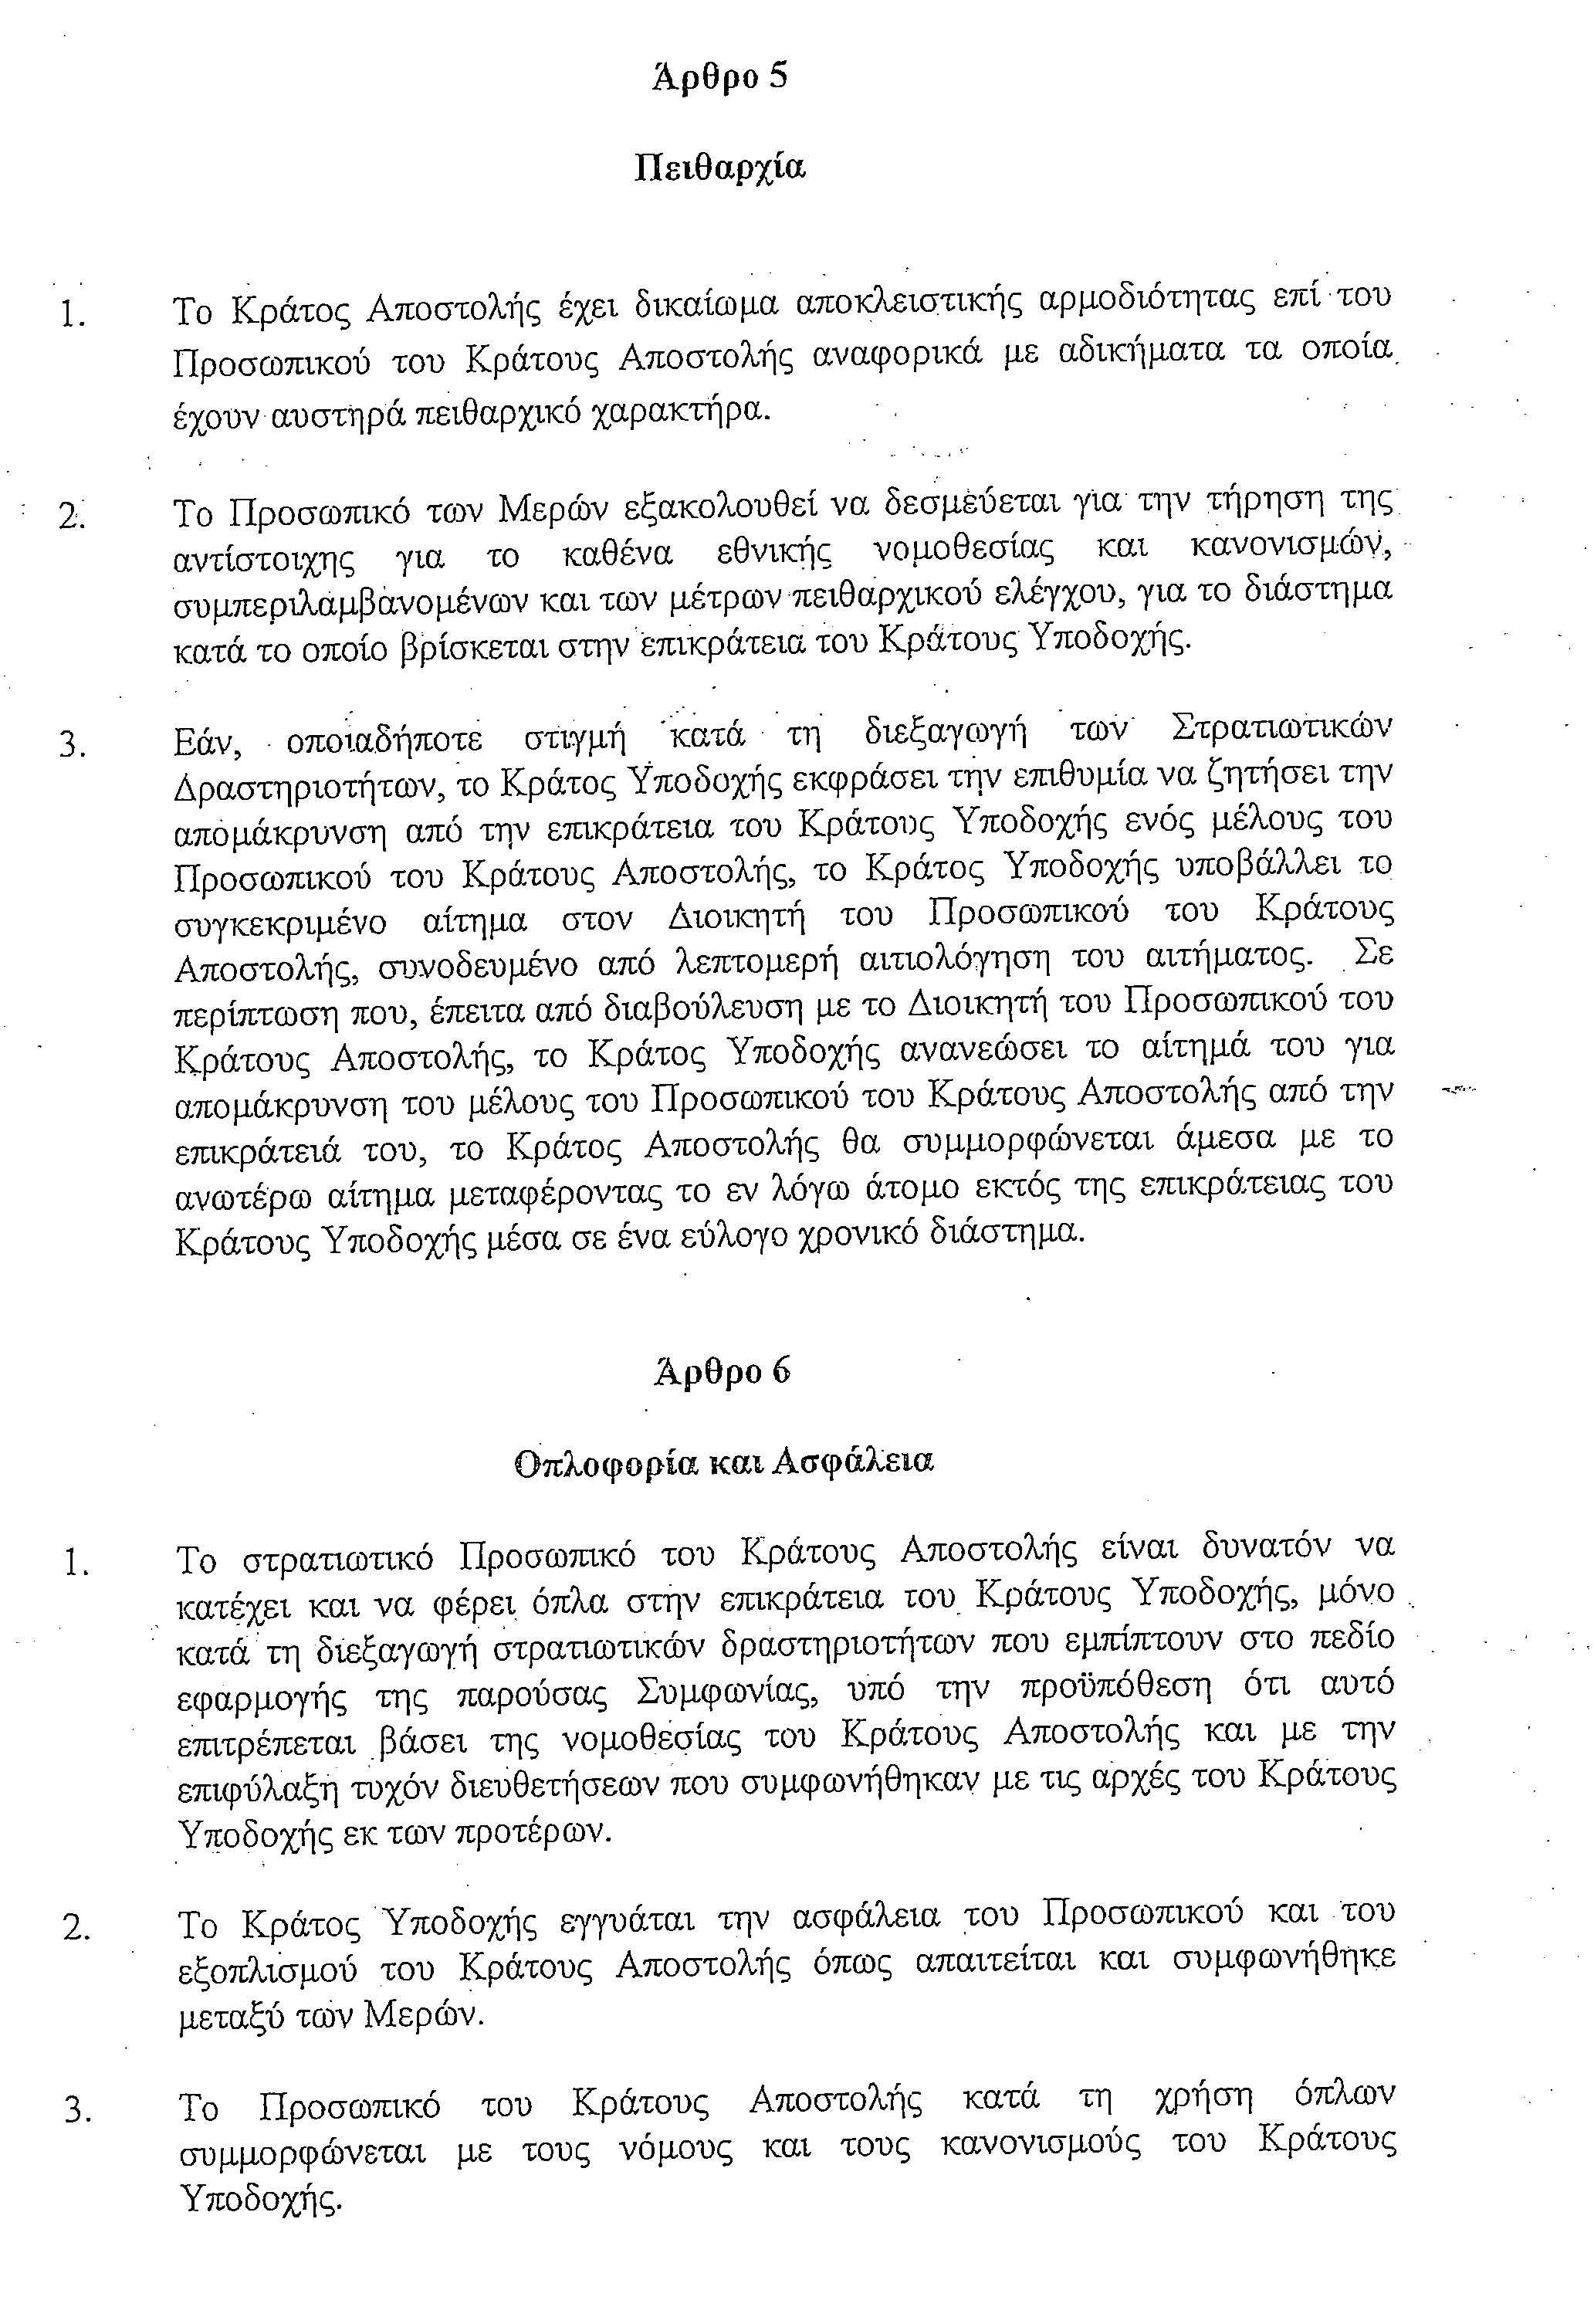 Άρθρο 5
Πειθαρχία
1. Το Κράτος Αποστολής έχει δικαίωμα αποκλειστικής αρμοδιότητας επί του
Προσωπικού του Κράτους Αποστολής αναφορικά με αδικήματα τα οποία
έχουν αυστηρά πειθαρχικό χαρακτήρα.
2. Το Προσωπικό των Μερών εξακολουθεί να δεσμεύεται για την τήρηση της
αντίστοιχης για το καθένα εθνικής νομοθεσίας και κανονισμών,
συμπεριλαμβανομένων και των μέτρων πειθαρχικού ελέγχου, για το διάστημα
κατά το οποίο βρίσκεται στην επικράτεια του Κράτους Υποδοχής.
3. Εάν, οποιαδήποτε στιγμή κατά τη διεξαγωγή των Στρατιωτικών
Δραστηριοτήτων, το Κράτος Υποδοχής εκφράσει την επιθυμία να ζητήσει την
απομάκρυνση από την επικράτεια του Κράτους Υποδοχής ενός μέλους του
Προσωπικού του Κράτους Αποστολής, το Κράτος Υποδοχής υποβάλλει το
συγκεκριμένο αίτημα στον Διοικητή του Προσωπικού του Κράτους
Αποστολής, συνοδευμένο από λεπτομερή αιτιολόγηση του αιτήματος. Σε
περίπτωση που, έπειτα από διαβούλευση με το Διοικητή του Προσωπικού του
Κράτους Αποστολής, το Κράτος Υποδοχής ανανεώσει το αίτημά του για
απομάκρυνση του μέλους του Προσωπικού του Κράτους Αποστολής από την
επικράτειά του, το Κράτος Αποστολής θα συμμορφώνεται άμεσα με το
ανωτέρω αίτημα μεταφέροντας το εν λόγω άτομο εκτός της επικράτειας του
Κράτους Υποδοχής μέσα σε ένα εύλογο χρονικό διάστημα.
Άρθρο 6
Οπλοφορία και Ασφάλεια
1. Το στρατιωτικό Προσωπικό του Κράτους Αποστολής είναι δυνατόν να
κατέχει και να φέρει όπλα στην επικράτεια του Κράτους Υποδοχής, μόνο
κατά τη διεξαγωγή στρατιωτικών δραστηριοτήτων που εμπίπτουν στο πεδίο
εφαρμογής της παρούσας Συμφωνίας, υπό την προϋπόθεση ότι αυτό
επιτρέπεται βάσει της νομοθεσίας του Κράτους Αποστολής και με την
επιφύλαξη τυχόν διευθετήσεων που συμφωνήθηκαν με τις αρχές του Κράτους
Υποδοχής εκ των προτέρων.
2. Το Κράτος Υποδοχής εγγυάται την ασφάλεια του Προσωπικού και του
εξοπλισμού του Κράτους Αποστολής όπως απαιτείται και συμφωνήθηκε
μεταξύ των Μερών.
3. Το Προσωπικό του Κράτους Αποστολής κατά τη χρήση όπλων
συμμορφώνεται με τους νόμους και τους κανονισμούς του Κράτους
Υποδοχής.